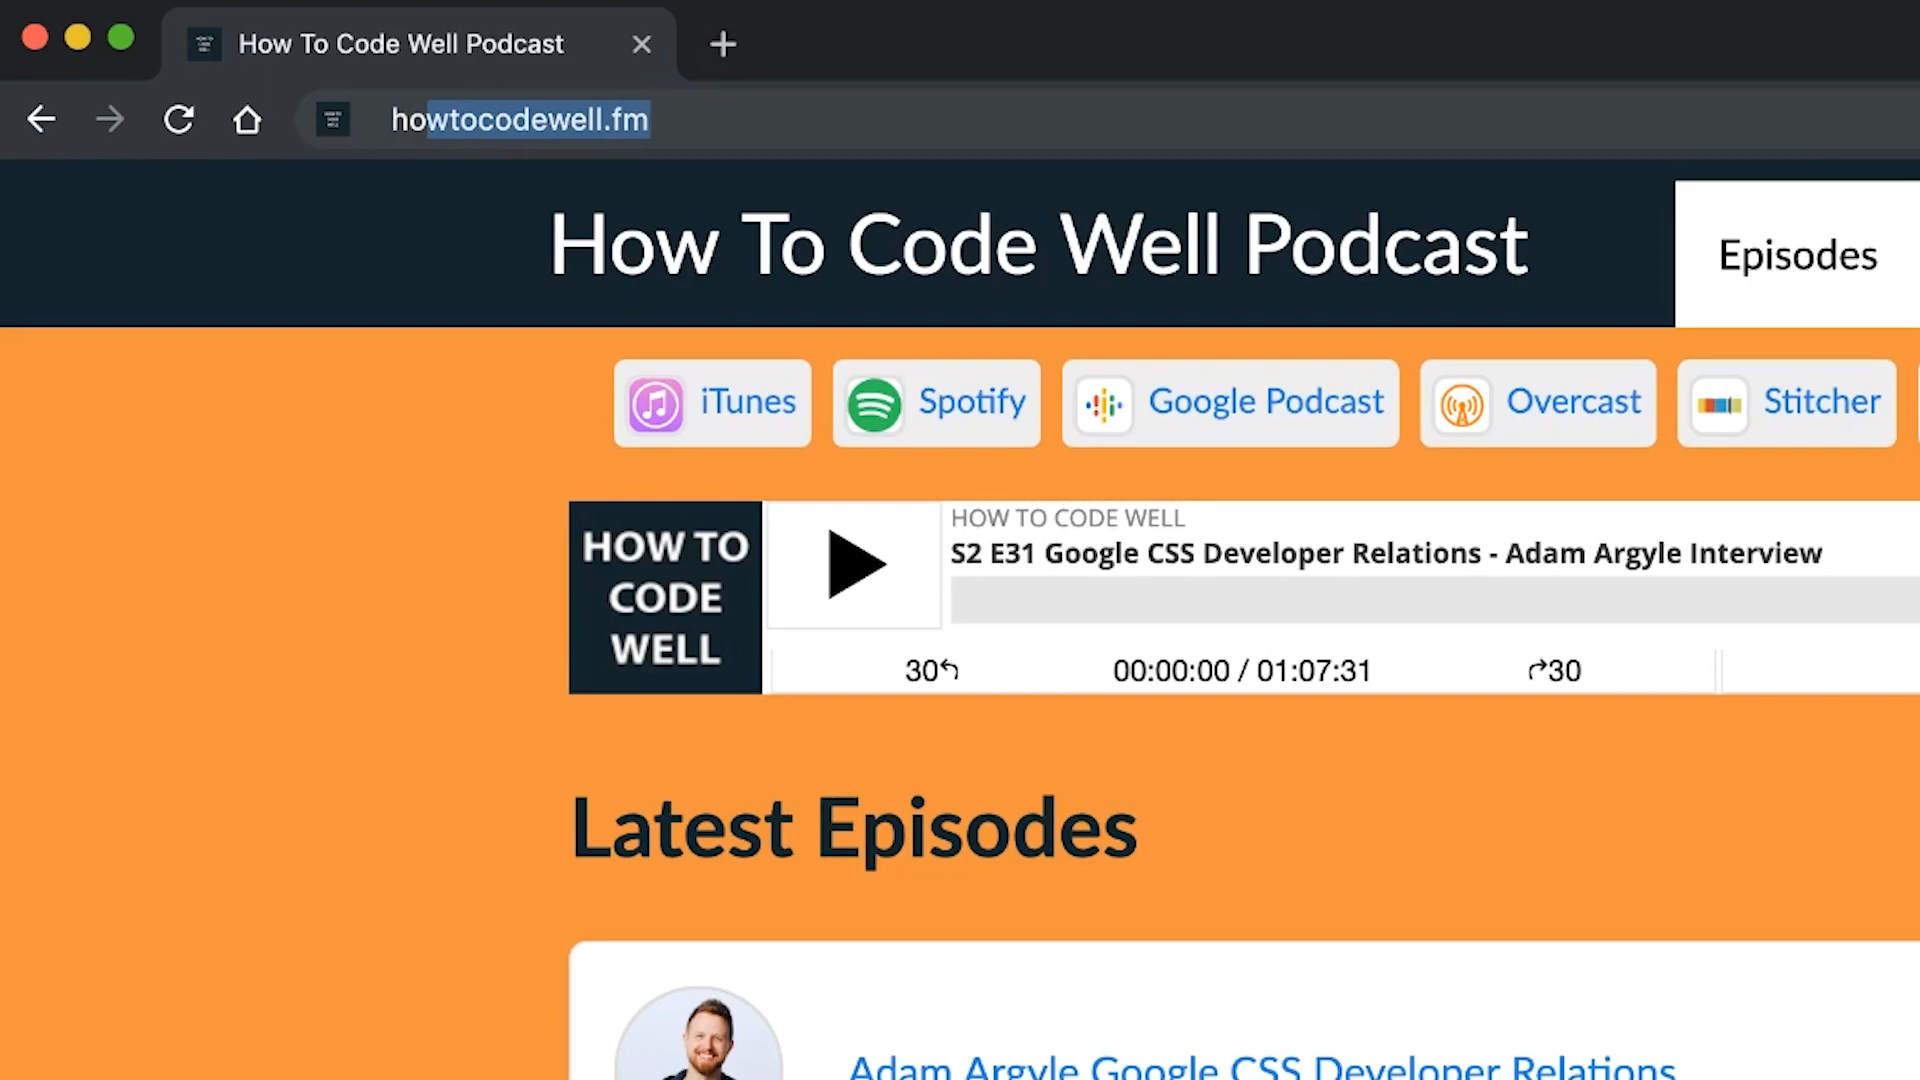 How To Code Well Podcast
howtocodewell.fm
How To Code Well Podcast
Episodes
iTunes
Spotify
Google Podcast
Overcast
Stitcher
HOW TO
CODE
WELL
HOW TO CODE WELL
S2 E31 Google CSS Developer Relations - Adam Argyle Interview
30
00:00:00 / 01:07:31
30
Latest Episodes
Adam Argyle Google CSS Developer Relations